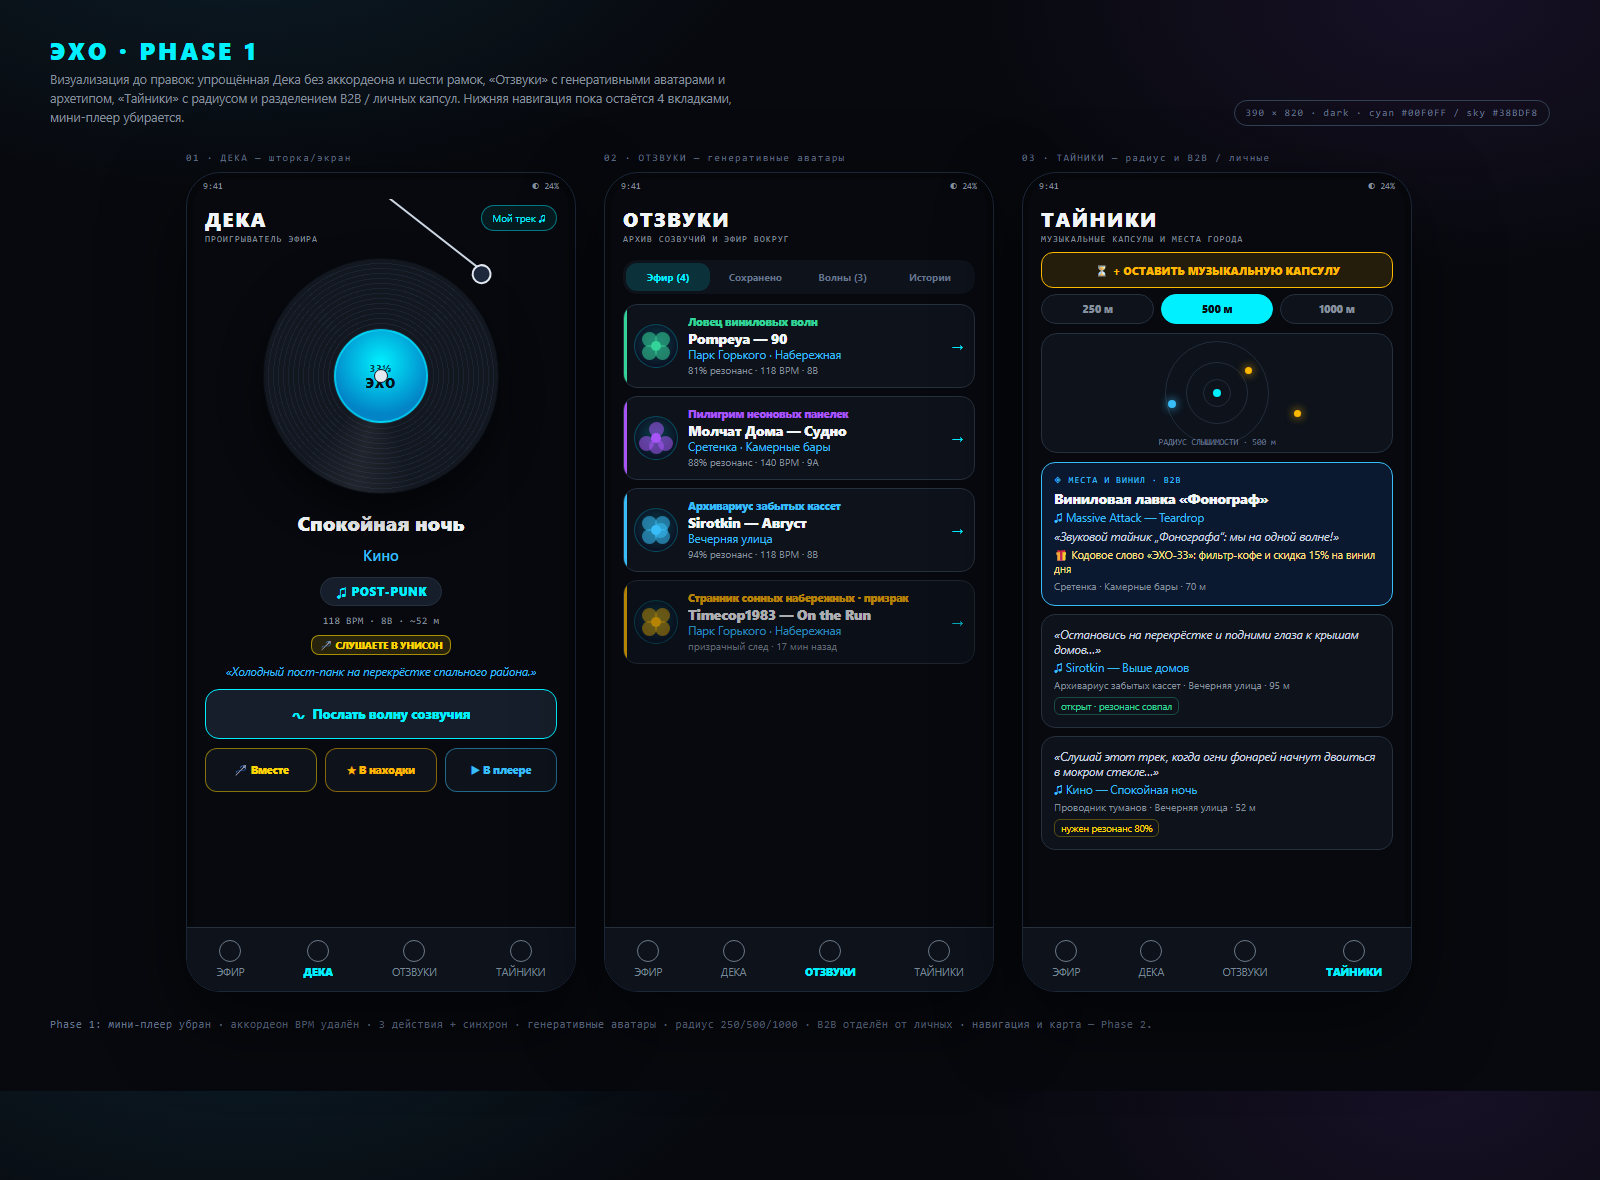 ЭХО · PHASE 1
Визуализация до правок: упрощённая Дека без аккордеона и шести рамок, «Отзвуки» с генеративными аватарами и
архетипом, «Тайники» с радиусом и разделением B2B / личных капсул. Нижняя навигация пока остаётся 4 вкладками,
мини-плеер убирается.
390 × 820 · dark · cyan #00F0FF / sky #38BDF8
01 · ДЕКА — шторка/экран
9:41
◐ 24%
ДЕКА
ПРОИГРЫВАТЕЛЬ ЭФИРА
Мой трек ♫
33⅓
ЭХО
Спокойная ночь
Кино
♫ POST-PUNK
118 BPM · 8B · ~52 м
СЛУШАЕТЕ В УНИСОН
«Холодный пост-панк на перекрёстке спального района.»
Послать волну созвучия
Вместе
★ В находки
▶ В плеере
ЭФИР
ДЕКА
ОТЗВУКИ
ТАЙНИКИ
02 · ОТЗВУКИ — генеративные аватары
9:41
◐ 24%
ОТЗВУКИ
АРХИВ СОЗВУЧИЙ И ЭФИР ВОКРУГ
Эфир (4)
Сохранено
Волны (3)
Истории
Ловец виниловых волн
Pompeya — 90
Парк Горького · Набережная
81% резонанс · 118 BPM · 8B
→
Пилигрим неоновых панелек
Молчат Дома — Судно
Сретенка · Камерные бары
88% резонанс · 140 BPM · 9A
→
Архивариус забытых кассет
Sirotkin — Август
Вечерняя улица
94% резонанс · 118 BPM · 8B
→
Странник сонных набережных · призрак
Timecop1983 — On the Run
Парк Горького · Набережная
призрачный след · 17 мин назад
→
ЭФИР
ДЕКА
ОТЗВУКИ
ТАЙНИКИ
03 · ТАЙНИКИ — радиус и B2B / личные
9:41
◐ 24%
ТАЙНИКИ
МУЗЫКАЛЬНЫЕ КАПСУЛЫ И МЕСТА ГОРОДА
⏳ + ОСТАВИТЬ МУЗЫКАЛЬНУЮ КАПСУЛУ
250 м
500 м
1000 м
РАДИУС СЛЫШИМОСТИ · 500 м
МЕСТА И ВИНИЛ · B2B
Виниловая лавка «Фонограф»
♫ Massive Attack — Teardrop
«Звуковой тайник „Фонографа“: мы на одной волне!»
🎁 Кодовое слово «ЭХО-33»: фильтр-кофе и скидка 15% на винил
дня
Сретенка · Камерные бары · 70 м
«Остановись на перекрёстке и подними глаза к крышам
домов…»
♫ Sirotkin — Выше домов
Архивариус забытых кассет · Вечерняя улица · 95 м
открыт · резонанс совпал
«Слушай этот трек, когда огни фонарей начнут двоиться
в мокром стекле…»
♫ Кино — Спокойная ночь
Проводник туманов · Вечерняя улица · 52 м
нужен резонанс 80%
ЭФИР
ДЕКА
ОТЗВУКИ
ТАЙНИКИ
Phase 1: мини-плеер убран · аккордеон BPM удалён · 3 действия + синхрон · генеративные аватары · радиус 250/500/1000 · B2B отделён от личных · навигация и карта — Phase 2.